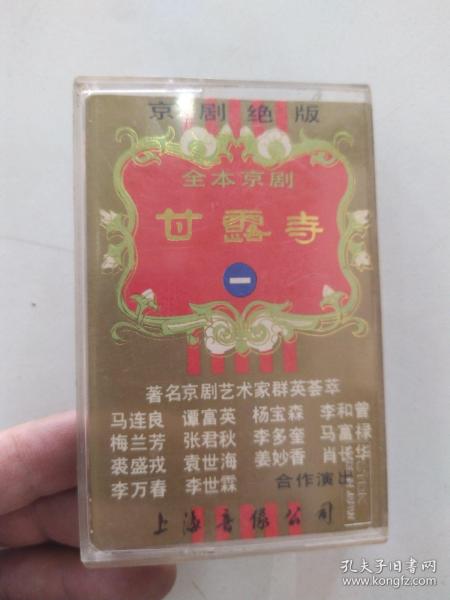 京剧绝版
全本京剧
甘露寺
一
著名京剧艺术家群英荟萃
马连良 谭富英 杨宝森 李和曾
梅兰芳 张君秋 李多奎 马富禄
裘盛戎 袁世海 姜妙香 肖长华
李万春 李世霖 合作演出
上海音像公司
孔夫子旧书网
www.kongfz.com